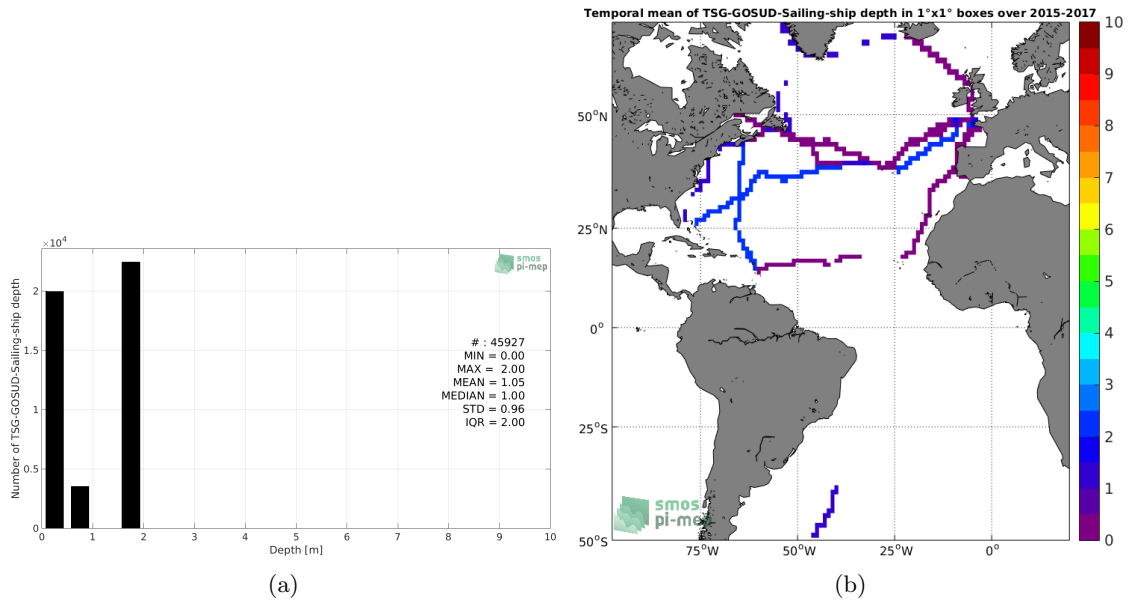 ×10⁴
2
1.5
1
0.5
0
Number of TSG-GOSUD-Sailing-ship depth
smos
pi-mep
# : 45927
MIN = 0.00
MAX = 2.00
MEAN = 1.05
MEDIAN = 1.00
STD = 0.96
IQR = 2.00
0 1 2 3 4 5 6 7 8 9 10
Depth [m]
(a)
Temporal mean of TSG-GOSUD-Sailing-ship depth in 1°x1° boxes over 2015-2017
50°N
25°N
0°
25°S
50°S
75°W 50°W 25°W 0°
smos
pi-mep
10
9
8
7
6
5
4
3
2
1
0
(b)